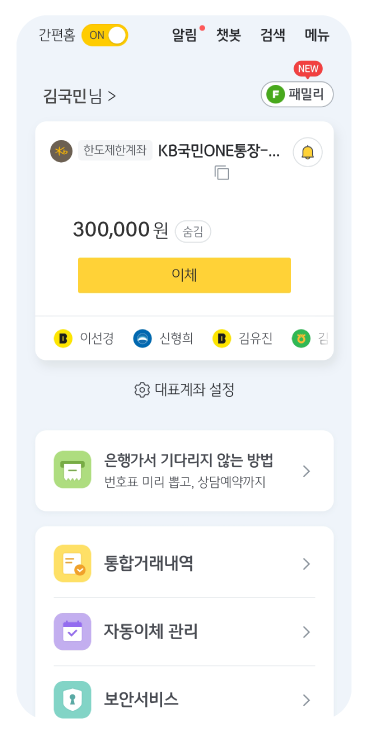 간편홈 ON 알림 챗봇 검색 메뉴
NEW
김국민님 > F 패밀리
한도제한계좌 KB국민ONE통장-...
300,000 원 숨김
이체
이선경 신형희 김유진 김
대표계좌 설정
은행가서 기다리지 않는 방법
번호표 미리 뽑고, 상담예약까지
통합거래내역
자동이체 관리
보안서비스